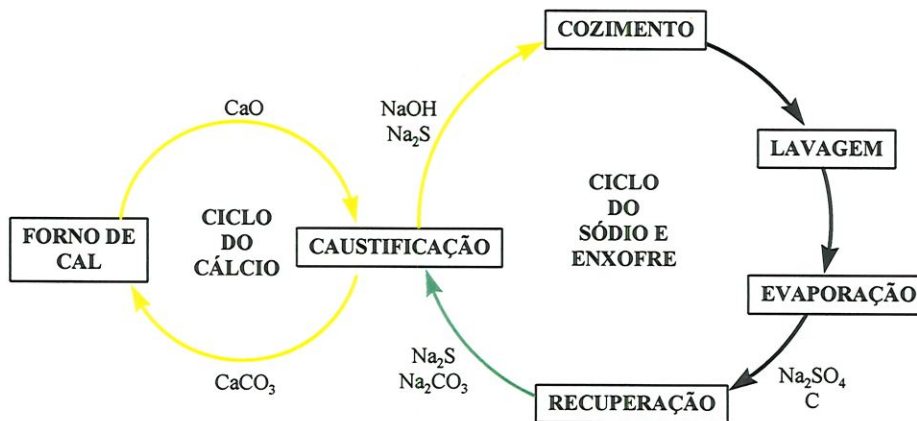 COZIMENTO
CaO
NaOH
Na₂S
LAVAGEM
FORNO DE
CAL
CICLO
DO
CÁLCIO
CAUSTIFICAÇÃO
CICLO
DO
SÓDIO E
ENXOFRE
EVAPORAÇÃO
CaCO₃
Na₂S
Na₂CO₃
Na₂SO₄
C
RECUPERAÇÃO